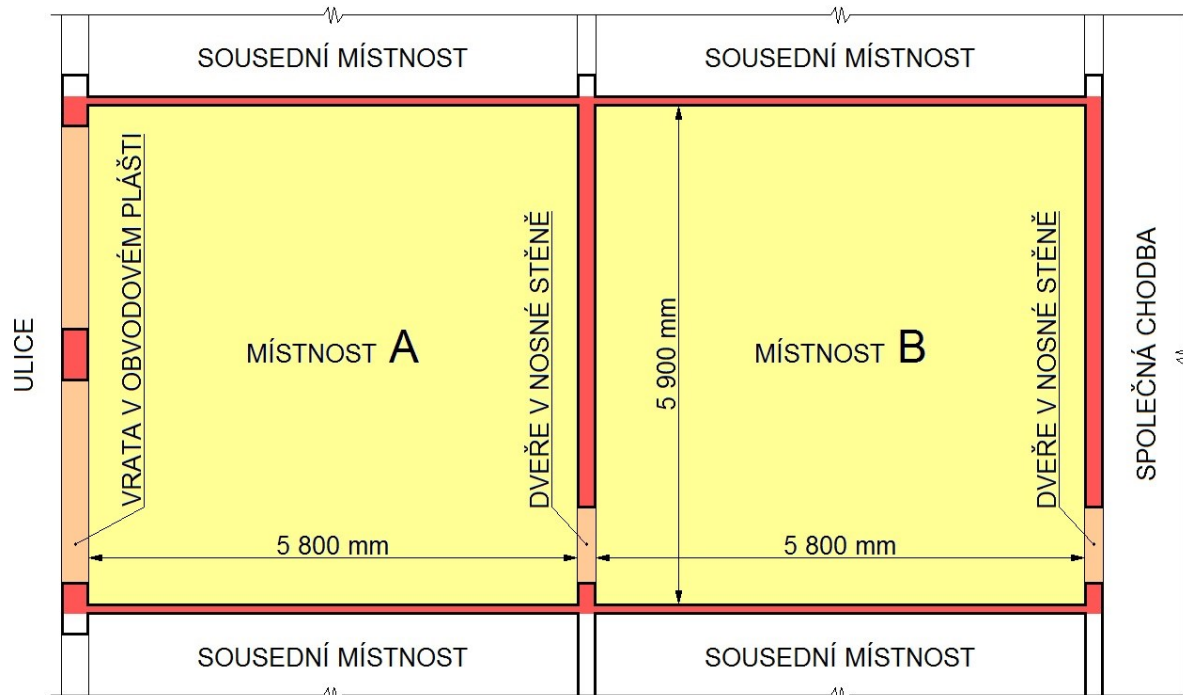 SOUSEDNÍ MÍSTNOST
SOUSEDNÍ MÍSTNOST
ULICE
VRATA V OBVODOVÉM PLÁŠTI
MÍSTNOST A
DVEŘE V NOSNÉ STĚNĚ
5 900 mm
MÍSTNOST B
DVEŘE V NOSNÉ STĚNĚ
SPOLEČNÁ CHODBA
5 800 mm
5 800 mm
SOUSEDNÍ MÍSTNOST
SOUSEDNÍ MÍSTNOST